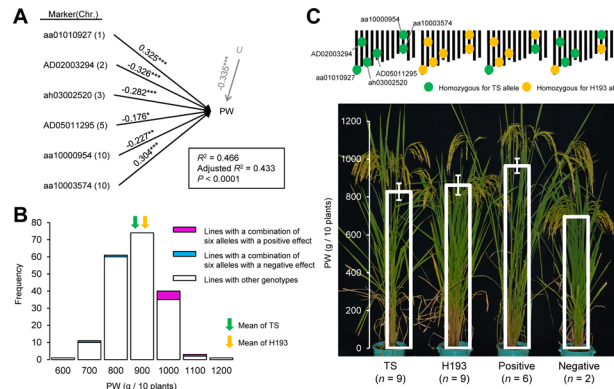 A
Marker(Chr.)
aa01010927 (1)
AD02003294 (2)
ah03002520 (3)
AD05011295 (5)
aa10000954 (10)
aa10003574 (10)
0.325***
-0.326***
-0.282***
-0.176*
-0.227**
0.304***
-0.335***
U
PW
R² = 0.466
Adjusted R² = 0.433
P < 0.0001
B
Frequency
80
70
60
50
40
30
20
10
0
600 700 800 900 1000 1100 1200
PW (g / 10 plants)
Lines with a combination of
six alleles with a positive effect
Lines with a combination of
six alleles with a negative effect
Lines with other genotypes
Mean of TS
Mean of H193
C
aa10000954
aa10003574
AD02003294
AD05011295
aa01010927
ah03002520
Homozygous for TS allele
Homozygous for H193 al
PW (g / 10 plants)
1200
1000
800
600
400
200
0
TS H193 Positive Negative
(n = 9) (n = 9) (n = 6) (n = 2)